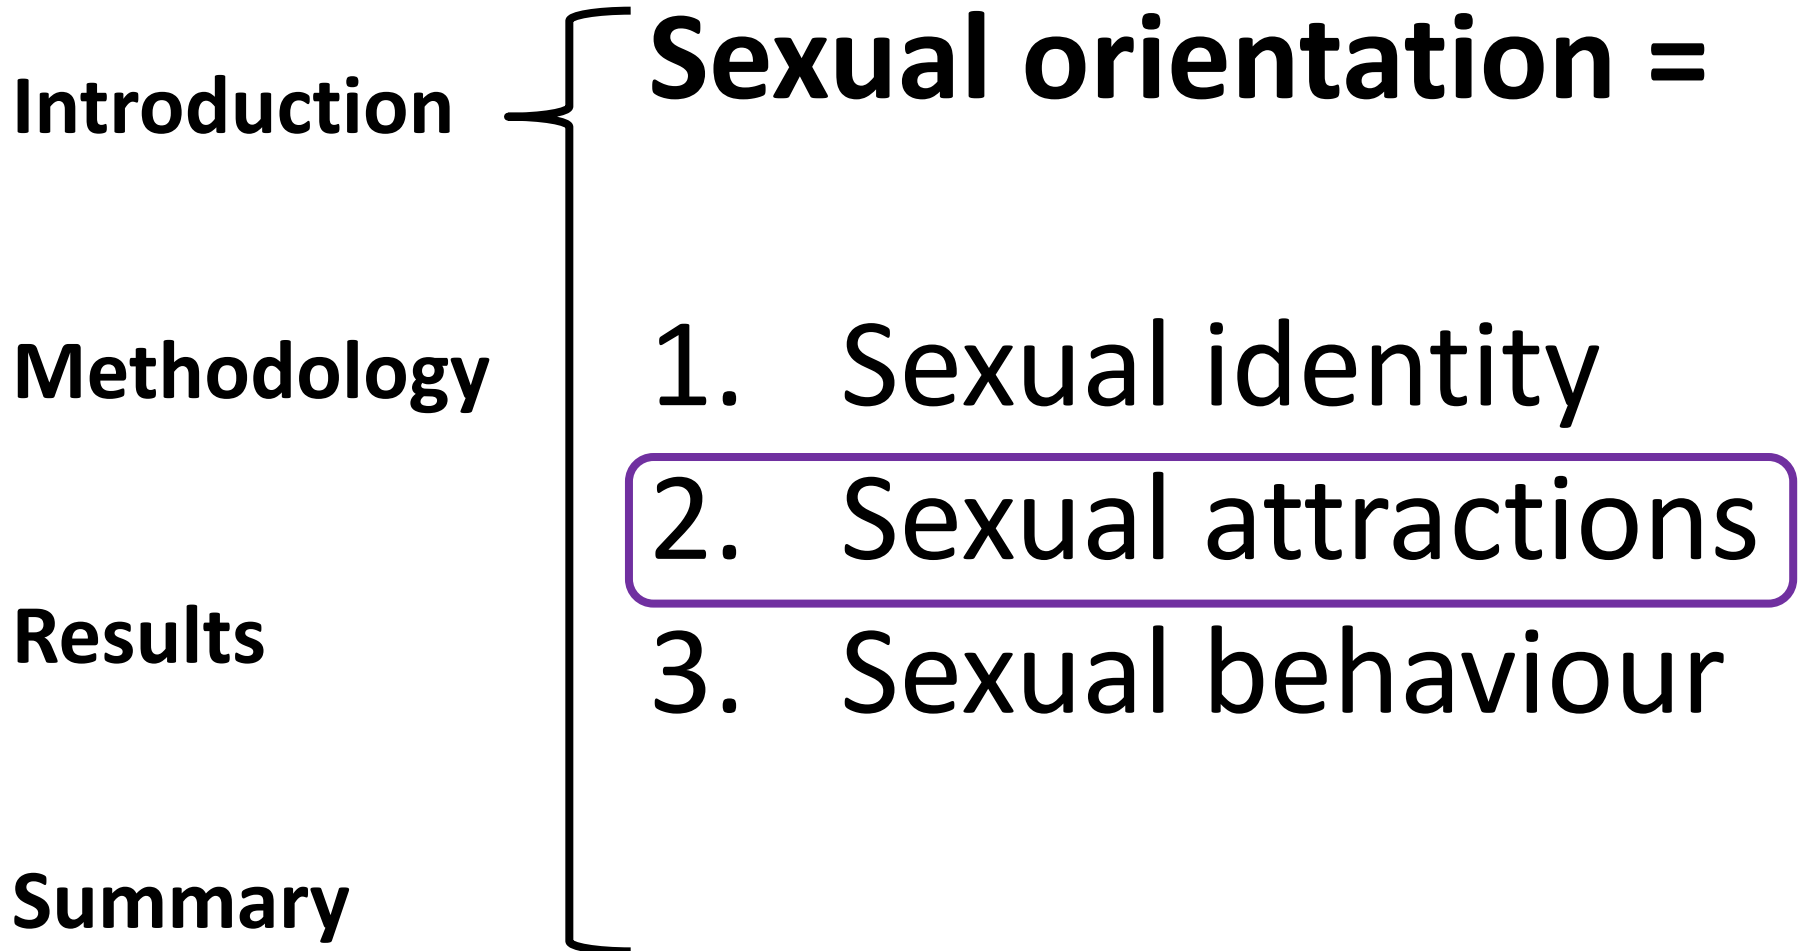 Introduction
Methodology
Results
Summary
Sexual orientation =
1. Sexual identity
2. Sexual attractions
3. Sexual behaviour